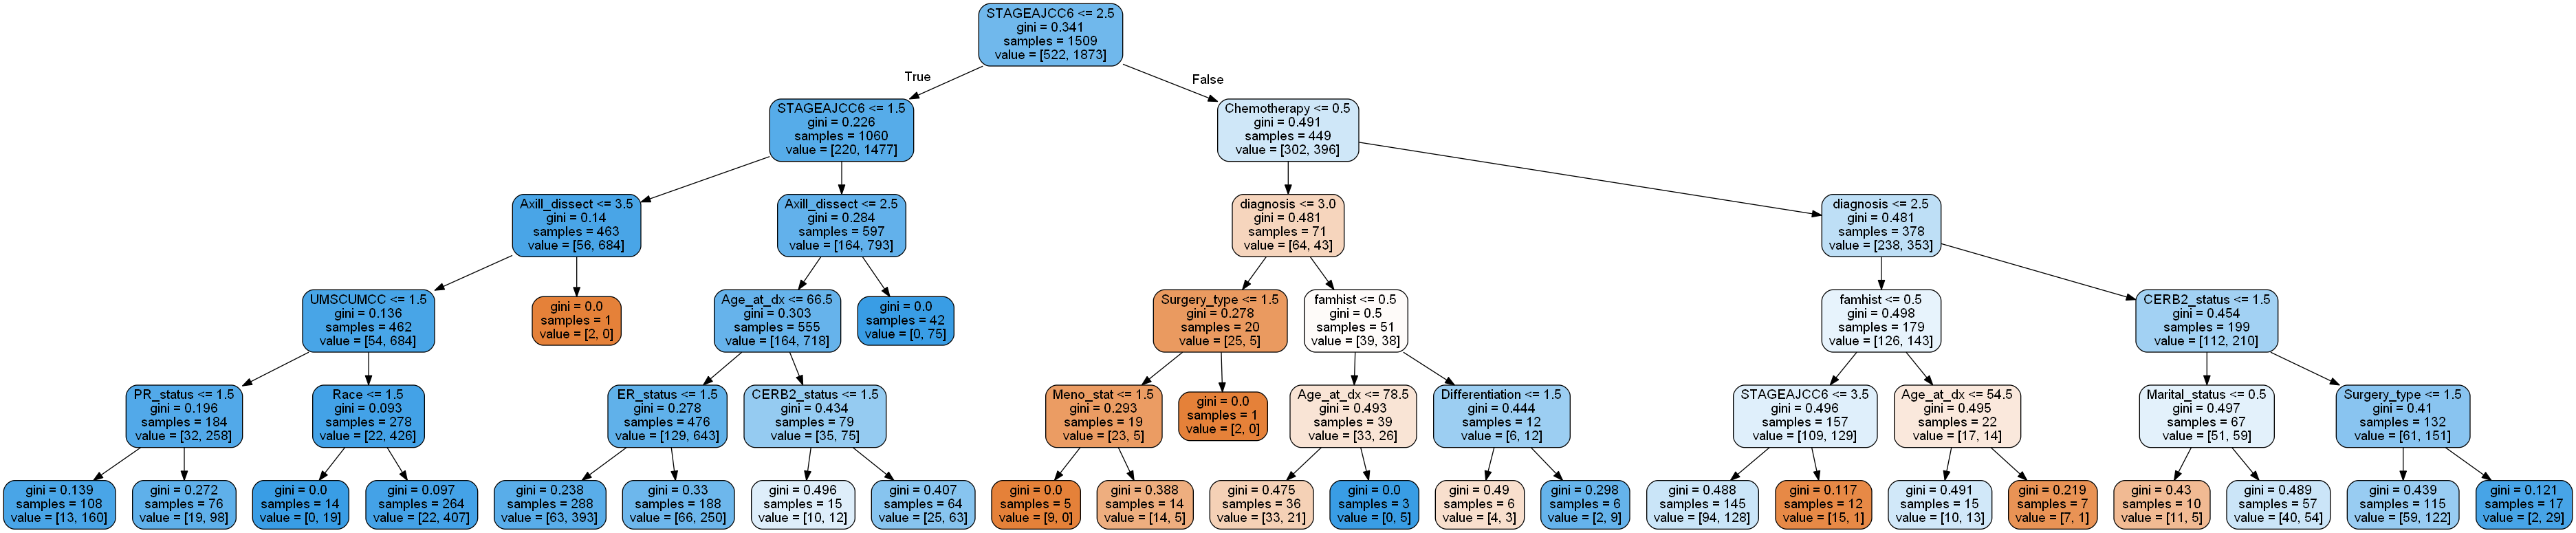 STAGEAJCC6 <= 2.5
gini = 0.341
samples = 1509
value = [522, 1873]
True
False
STAGEAJCC6 <= 1.5
gini = 0.226
samples = 1060
value = [220, 1477]
Chemotherapy <= 0.5
gini = 0.491
samples = 449
value = [302, 396]
Axill_dissect <= 3.5
gini = 0.14
samples = 463
value = [56, 684]
Axill_dissect <= 2.5
gini = 0.284
samples = 597
value = [164, 793]
diagnosis <= 3.0
gini = 0.481
samples = 71
value = [64, 43]
diagnosis <= 2.5
gini = 0.481
samples = 378
value = [238, 353]
UMSCUMCC <= 1.5
gini = 0.136
samples = 462
value = [54, 684]
gini = 0.0
samples = 1
value = [2, 0]
Age_at_dx <= 66.5
gini = 0.303
samples = 555
value = [164, 718]
gini = 0.0
samples = 42
value = [0, 75]
Surgery_type <= 1.5
gini = 0.278
samples = 20
value = [25, 5]
famhist <= 0.5
gini = 0.5
samples = 51
value = [39, 38]
famhist <= 0.5
gini = 0.498
samples = 179
value = [126, 143]
CERB2_status <= 1.5
gini = 0.454
samples = 199
value = [112, 210]
PR_status <= 1.5
gini = 0.196
samples = 184
value = [32, 258]
Race <= 1.5
gini = 0.093
samples = 278
value = [22, 426]
ER_status <= 1.5
gini = 0.278
samples = 476
value = [129, 643]
CERB2_status <= 1.5
gini = 0.434
samples = 79
value = [35, 75]
Meno_stat <= 1.5
gini = 0.293
samples = 19
value = [23, 5]
gini = 0.0
samples = 1
value = [2, 0]
Age_at_dx <= 78.5
gini = 0.493
samples = 39
value = [33, 26]
Differentiation <= 1.5
gini = 0.444
samples = 12
value = [6, 12]
STAGEAJCC6 <= 3.5
gini = 0.496
samples = 157
value = [109, 129]
Age_at_dx <= 54.5
gini = 0.495
samples = 22
value = [17, 14]
Marital_status <= 0.5
gini = 0.497
samples = 67
value = [51, 59]
Surgery_type <= 1.5
gini = 0.41
samples = 132
value = [61, 151]
gini = 0.139
samples = 108
value = [13, 160]
gini = 0.272
samples = 76
value = [19, 98]
gini = 0.0
samples = 14
value = [0, 19]
gini = 0.097
samples = 264
value = [22, 407]
gini = 0.238
samples = 288
value = [63, 393]
gini = 0.33
samples = 188
value = [66, 250]
gini = 0.496
samples = 15
value = [10, 12]
gini = 0.407
samples = 64
value = [25, 63]
gini = 0.0
samples = 5
value = [9, 0]
gini = 0.388
samples = 14
value = [14, 5]
gini = 0.475
samples = 36
value = [33, 21]
gini = 0.0
samples = 3
value = [0, 5]
gini = 0.49
samples = 6
value = [4, 3]
gini = 0.298
samples = 6
value = [2, 9]
gini = 0.488
samples = 145
value = [94, 128]
gini = 0.117
samples = 12
value = [15, 1]
gini = 0.491
samples = 15
value = [10, 13]
gini = 0.219
samples = 7
value = [7, 1]
gini = 0.43
samples = 10
value = [11, 5]
gini = 0.489
samples = 57
value = [40, 54]
gini = 0.439
samples = 115
value = [59, 122]
gini = 0.121
samples = 17
value = [2, 29]